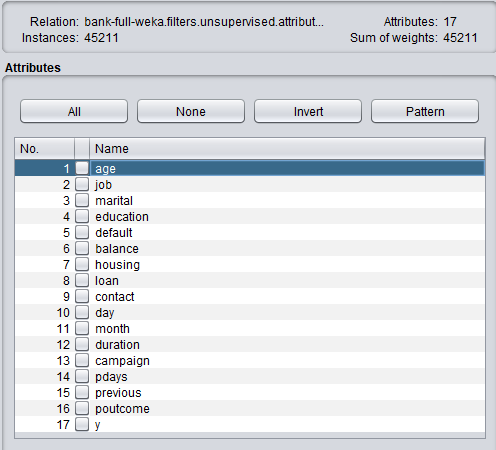 Relation: bank-full-weka.filters.unsupervised.attribut... Attributes: 17
Instances: 45211 Sum of weights: 45211
Attributes
All None Invert Pattern
No. Name
1 age
2 job
3 marital
4 education
5 default
6 balance
7 housing
8 loan
9 contact
10 day
11 month
12 duration
13 campaign
14 pdays
15 previous
16 poutcome
17 y